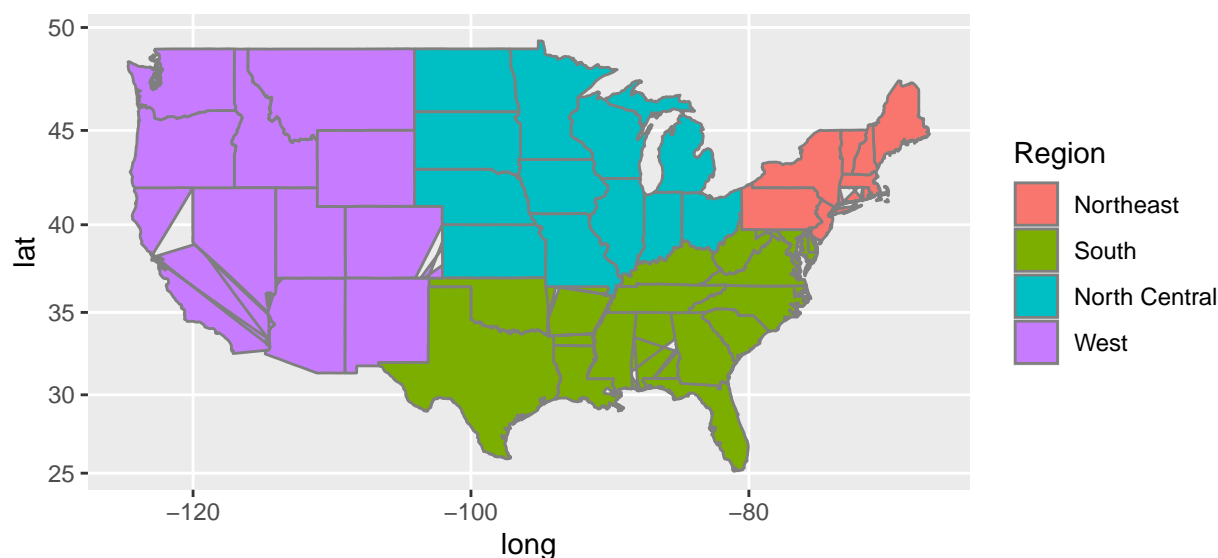 50
45
40
35
30
25
lat
−120
−100
−80
long
Region
Northeast
South
North Central
West